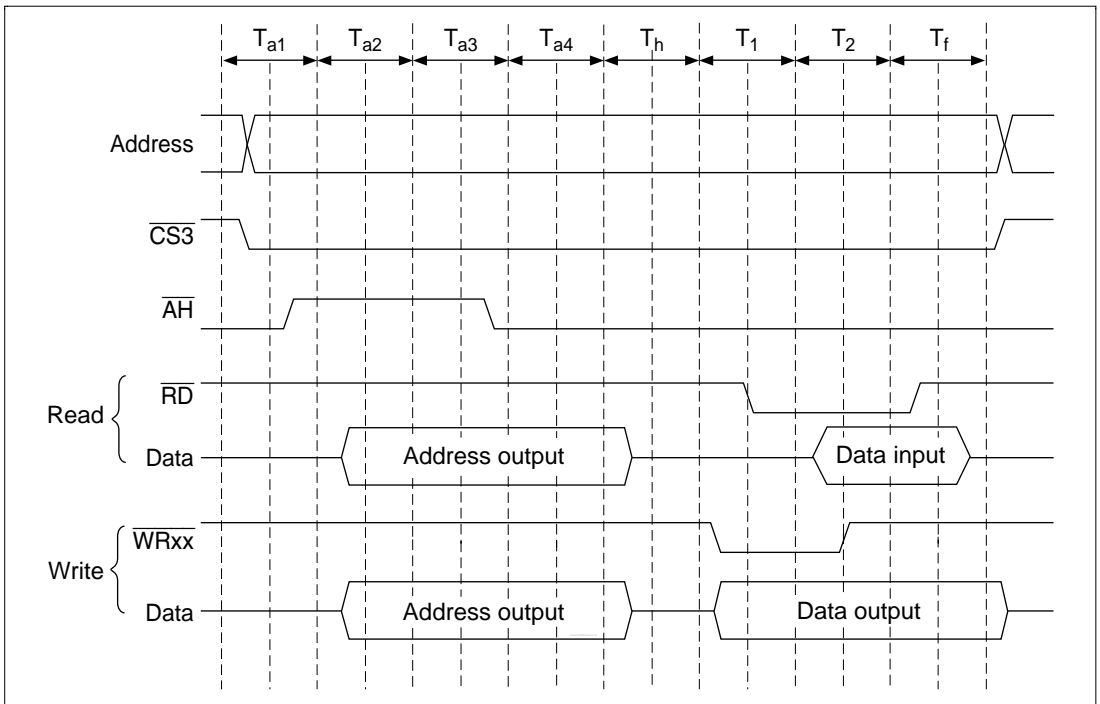 Ta1 Ta2 Ta3 Ta4 Th T1 T2 Tf
Address
CS3
AH
RD
Read
Data Address output Data input
WRxx
Write
Data Address output Data output